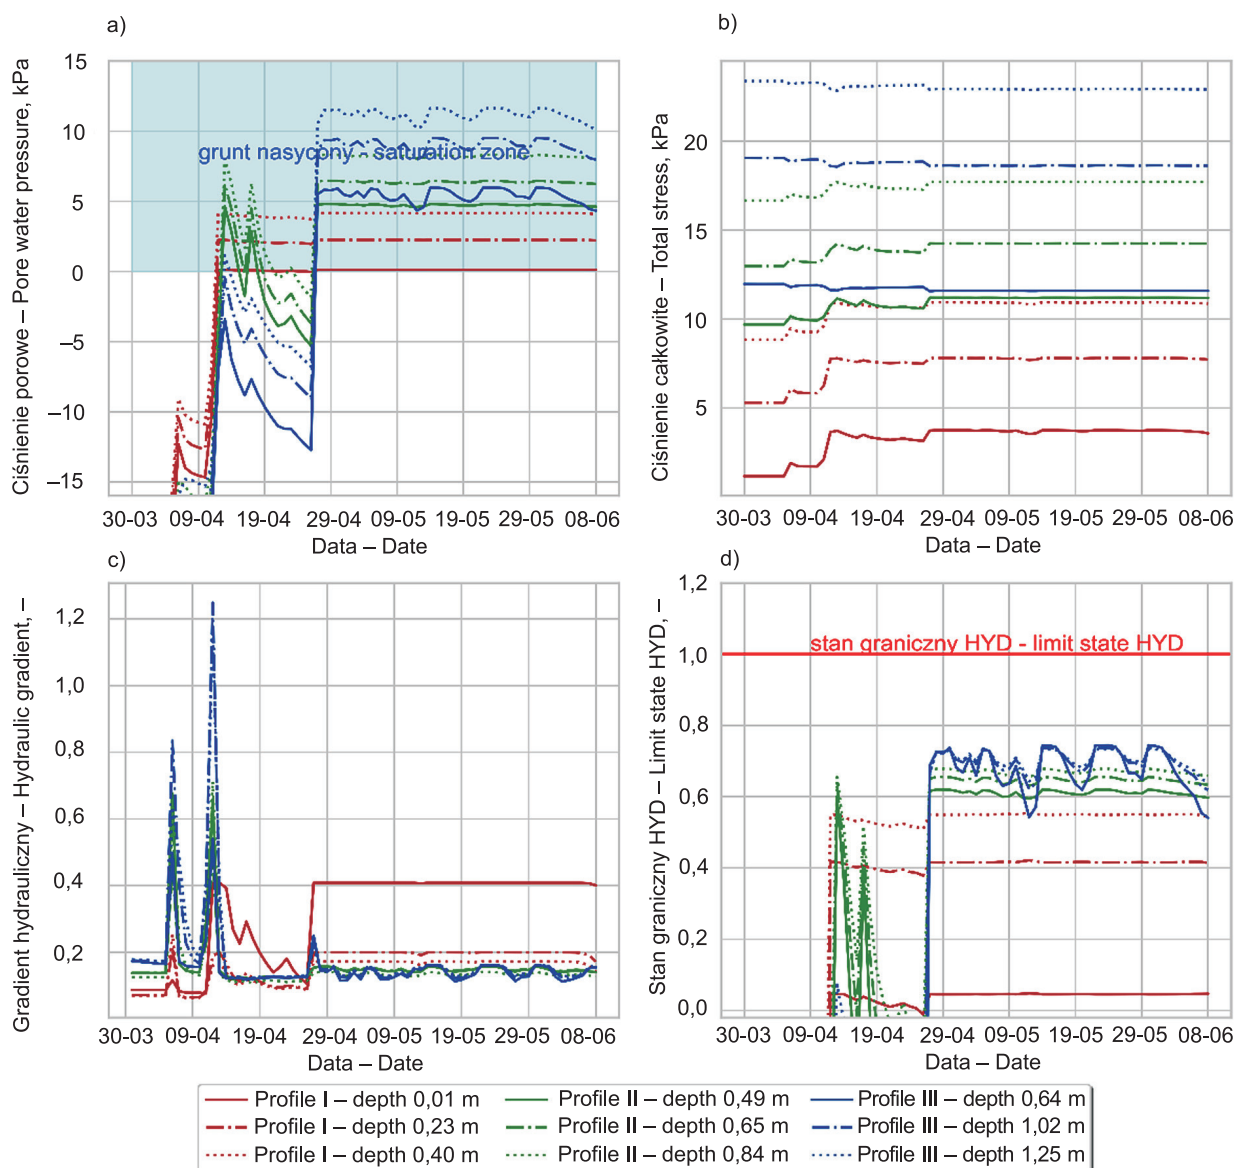 a)
Ciśnienie porowe – Pore water pressure, kPa
15
10
5
0
–5
–10
–15
grunt nasycony - saturation zone
30-03 09-04 19-04 29-04 09-05 19-05 29-05 08-06
Data – Date
b)
Ciśnienie całkowite – Total stress, kPa
20
15
10
5
30-03 09-04 19-04 29-04 09-05 19-05 29-05 08-06
Data – Date
c)
Gradient hydrauliczny – Hydraulic gradient, –
1,2
1,0
0,8
0,6
0,4
0,2
30-03 09-04 19-04 29-04 09-05 19-05 29-05 08-06
Data – Date
d)
Stan graniczny HYD – Limit state HYD, –
1,2
1,0
0,8
0,6
0,4
0,2
0,0
stan graniczny HYD - limit state HYD
30-03 09-04 19-04 29-04 09-05 19-05 29-05 08-06
Data – Date
Profile I – depth 0,01 m
Profile I – depth 0,23 m
Profile I – depth 0,40 m
Profile II – depth 0,49 m
Profile II – depth 0,65 m
Profile II – depth 0,84 m
Profile III – depth 0,64 m
Profile III – depth 1,02 m
Profile III – depth 1,25 m